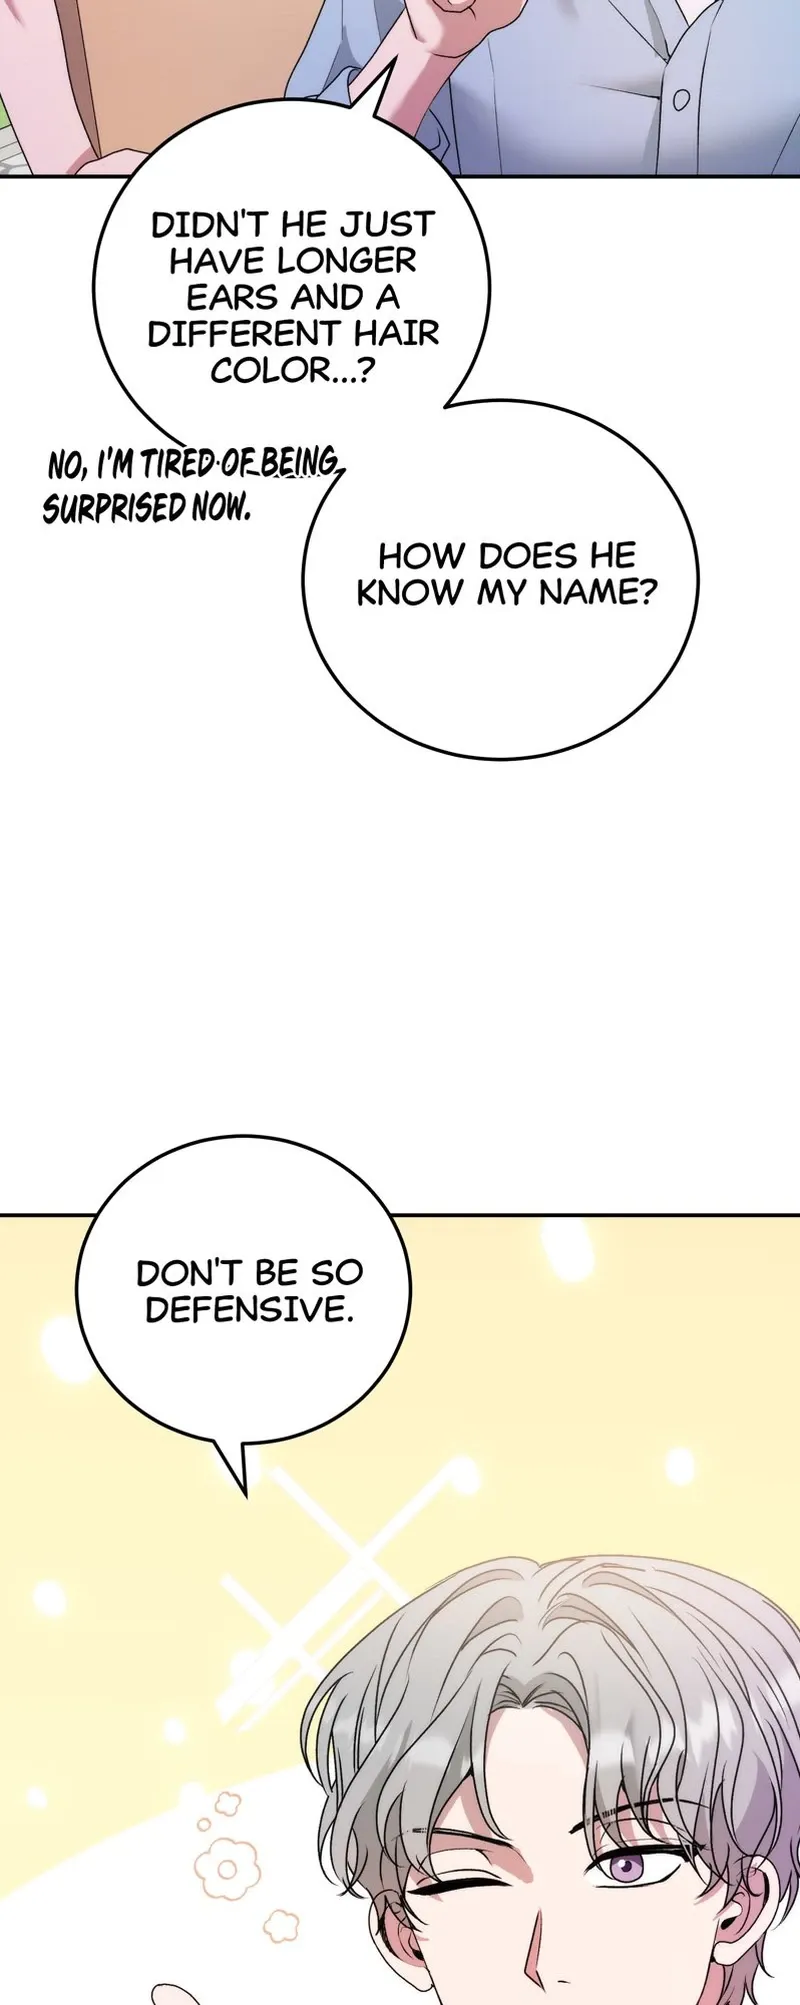 DIDN'T HE JUST
HAVE LONGER
EARS AND A
DIFFERENT HAIR
COLOR...?
NO, I'M TIRED OF BEING
SURPRISED NOW.
HOW DOES HE
KNOW MY NAME?
DON'T BE SO
DEFENSIVE.